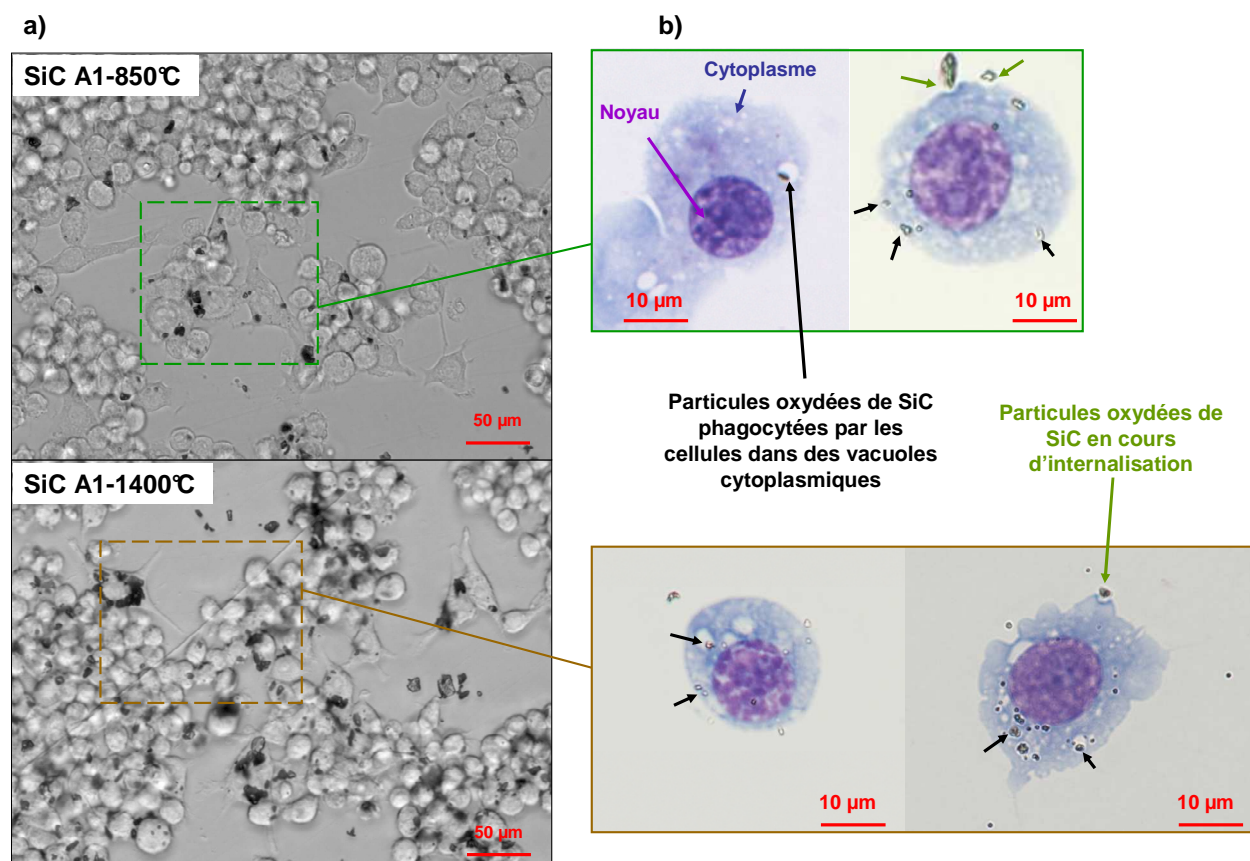 a)
b)
SiC A1-850°C
Cytoplasme
Noyau
10 µm
10 µm
50 µm
Particules oxydées de SiC
phagocytées par les
cellules dans des vacuoles
cytoplasmiques
Particules oxydées de
SiC en cours
d’internalisation
SiC A1-1400°C
50 µm
10 µm
10 µm